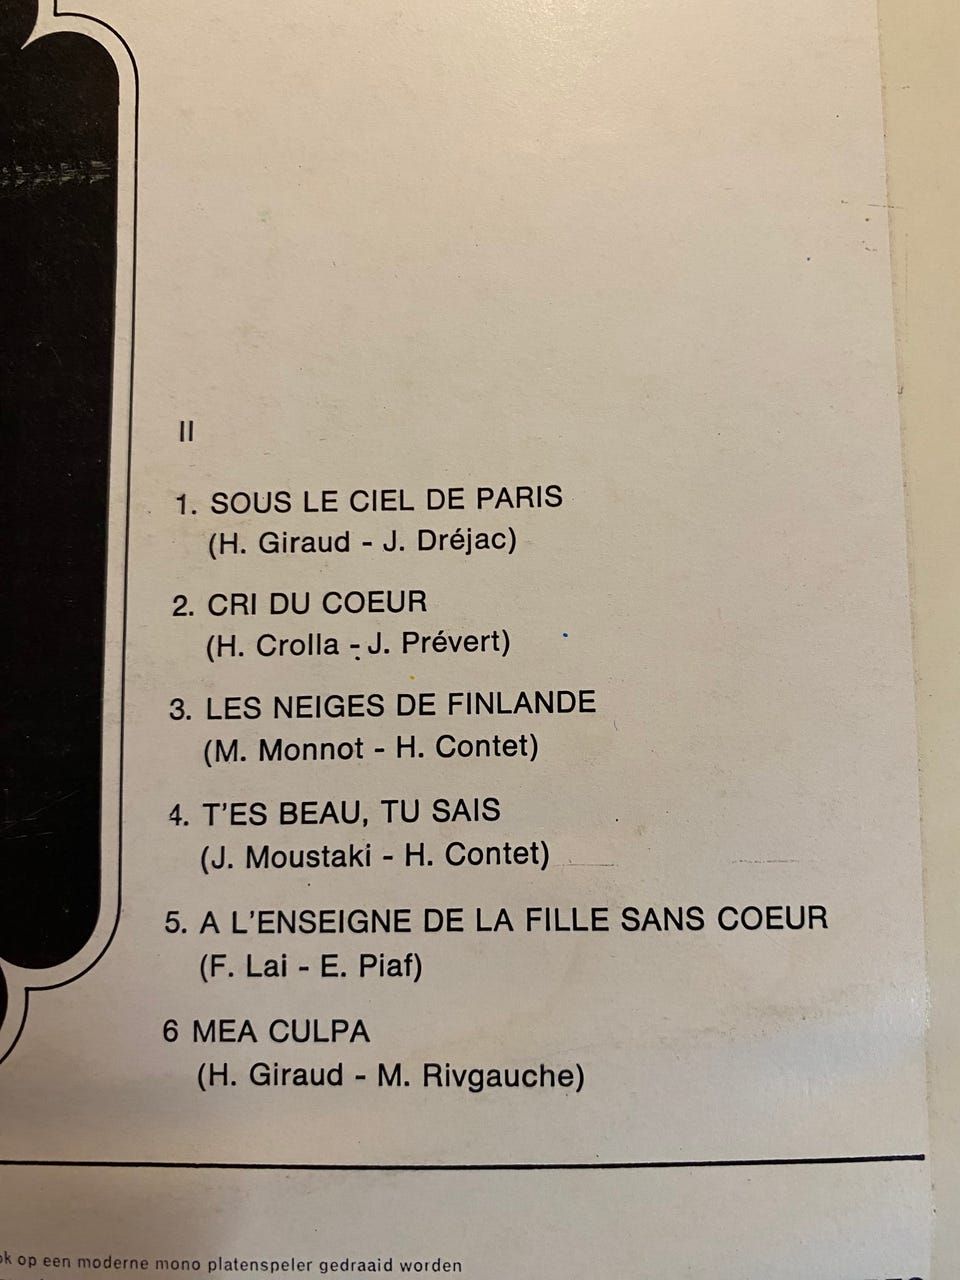 II
1. SOUS LE CIEL DE PARIS
(H. Giraud - J. Dréjac)
2. CRI DU COEUR
(H. Crolla - J. Prévert)
3. LES NEIGES DE FINLANDE
(M. Monnot - H. Contet)
4. T'ES BEAU, TU SAIS
(J. Moustaki - H. Contet)
5. A L'ENSEIGNE DE LA FILLE SANS COEUR
(F. Lai - E. Piaf)
6 MEA CULPA
(H. Giraud - M. Rivgauche)
op een moderne mono platenspeler gedraaid worden